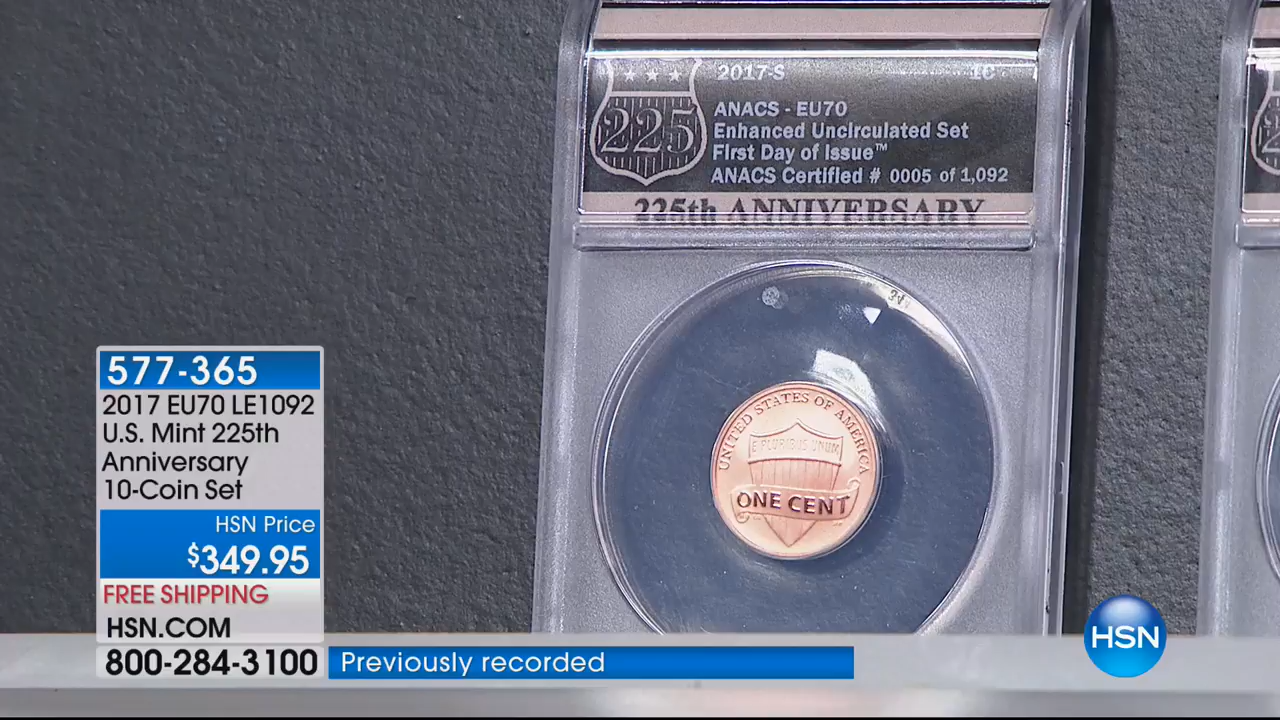 2017-S 1C
225
ANACS - EU70
Enhanced Uncirculated Set
First Day of Issue™
ANACS Certified # 0005 of 1,092
225th ANNIVERSARY
UNITED STATES OF AMERICA
E PLURIBUS UNUM
ONE CENT
577-365
2017 EU70 LE1092
U.S. Mint 225th
Anniversary
10-Coin Set
HSN Price
$349.95
FREE SHIPPING
HSN.COM
800-284-3100
Previously recorded
HSN